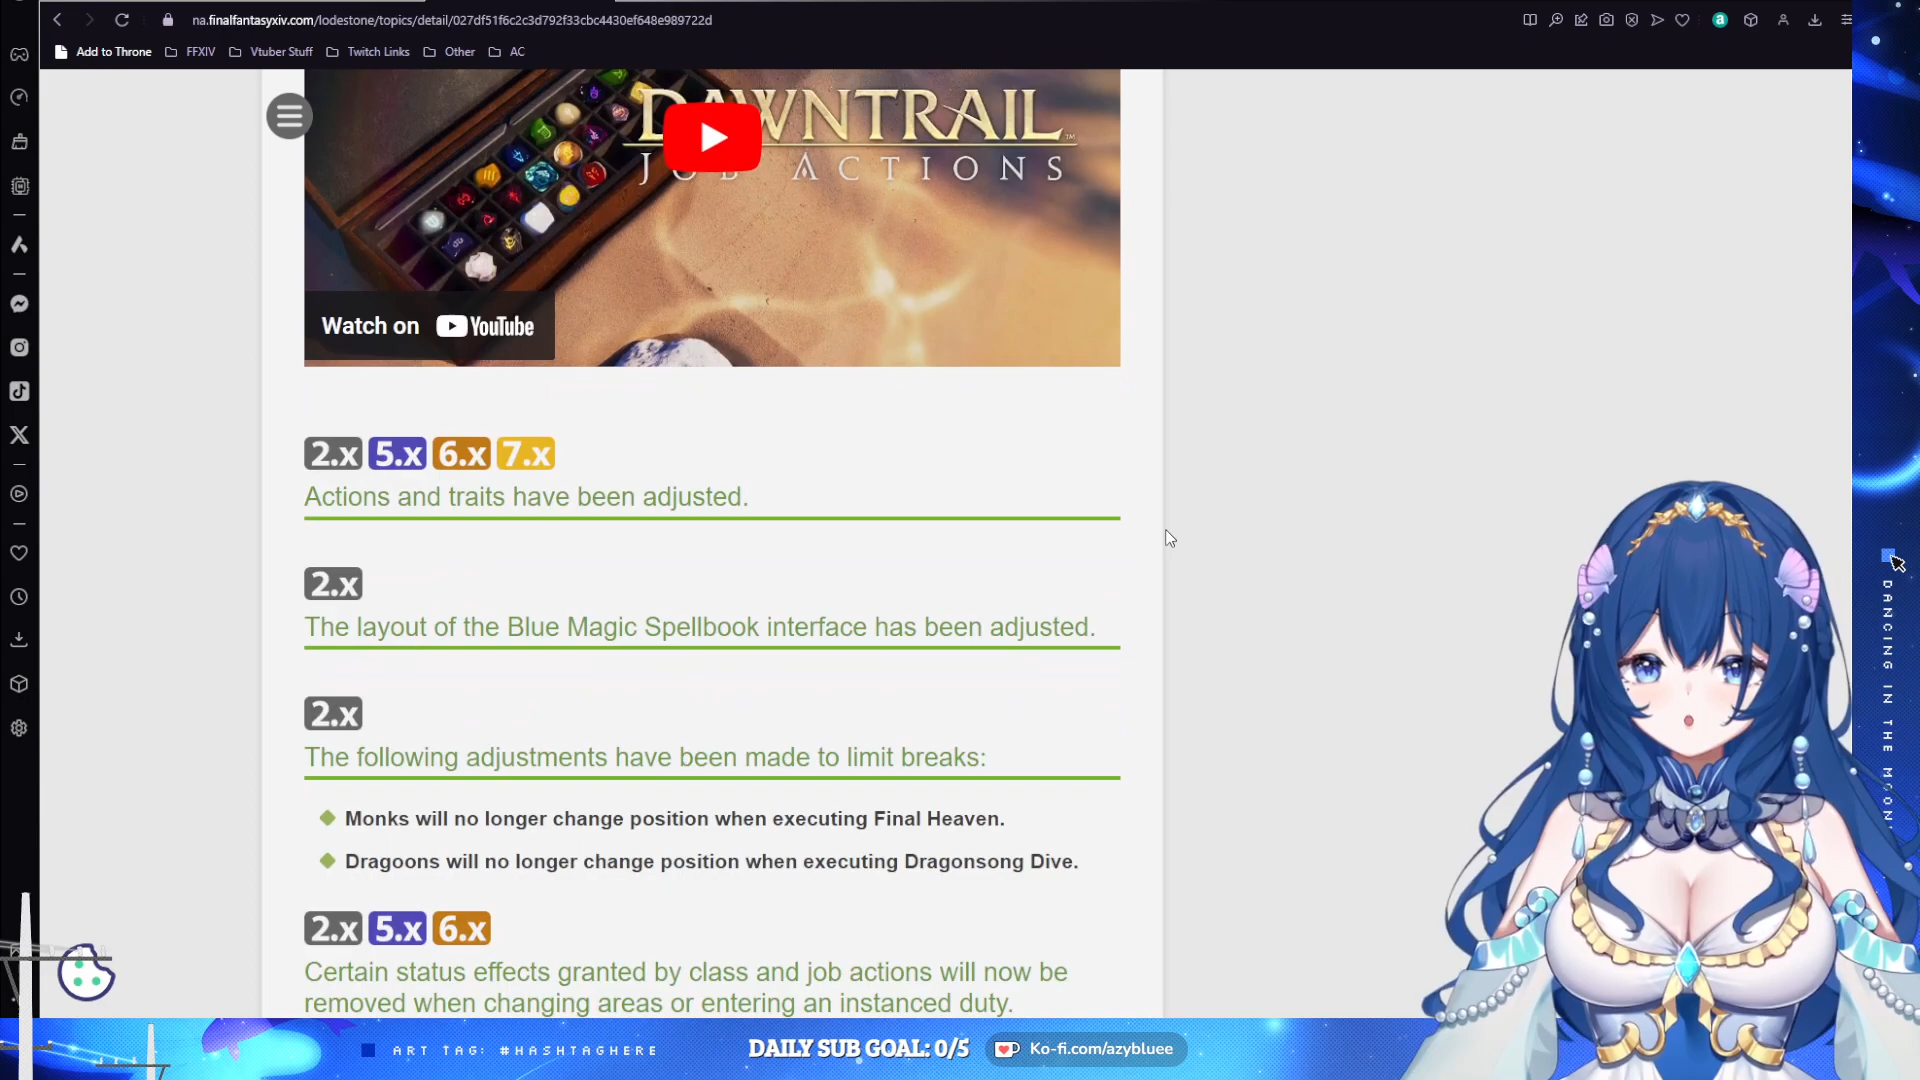 na.finalfantasyxiv.com/lodestone/topics/detail/027df51f6c2c3d792f33cbc4430ef648e989722d
Add to Throne
FFXIV
Vtuber Stuff
Twitch Links
Other
AC
DAWNTRAIL
JOB ACTIONS
Watch on YouTube
2.x 5.x 6.x 7.x
Actions and traits have been adjusted.
2.x
The layout of the Blue Magic Spellbook interface has been adjusted.
2.x
The following adjustments have been made to limit breaks:
Monks will no longer change position when executing Final Heaven.
Dragoons will no longer change position when executing Dragonsong Dive.
2.x 5.x 6.x
Certain status effects granted by class and job actions will now be
removed when changing areas or entering an instanced duty.
DANCING IN THE MOON
ART TAG: #HASHTAGHERE
DAILY SUB GOAL: 0/5
Ko-fi.com/azybluee